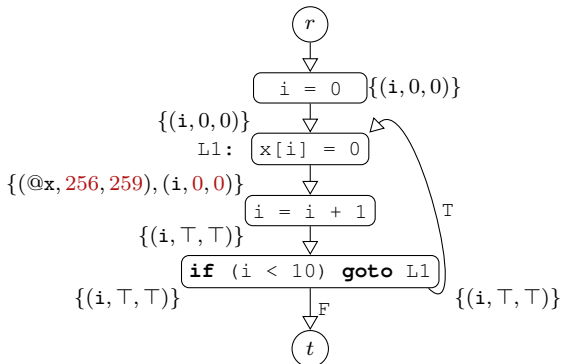 r
i = 0 {(i, 0, 0)}
{(i, 0, 0)}
L1: x[i] = 0
{(@x, 256, 259), (i, 0, 0)}
i = i + 1
T
{(i, ⊤, ⊤)}
if (i < 10) goto L1
{(i, ⊤, ⊤)} {(i, ⊤, ⊤)}
F
t